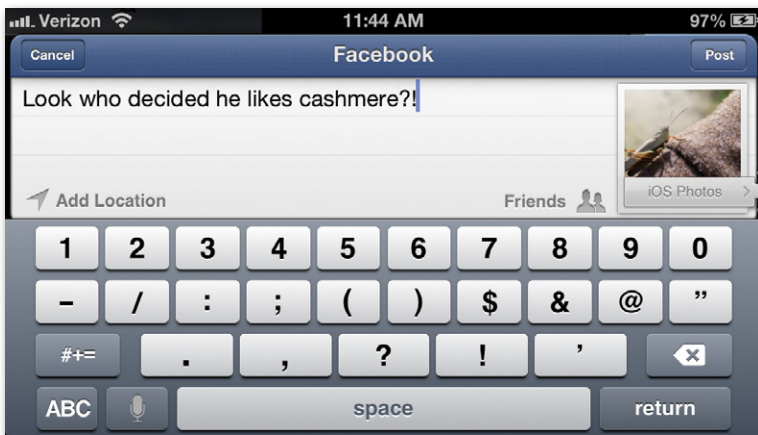 Verizon 11:44 AM 97%
Cancel Facebook Post
Look who decided he likes cashmere?!
iOS Photos >
Add Location Friends
1 2 3 4 5 6 7 8 9 0
- / : ; ( ) $ & @ ”
#+= . , ? ! ’
ABC space return